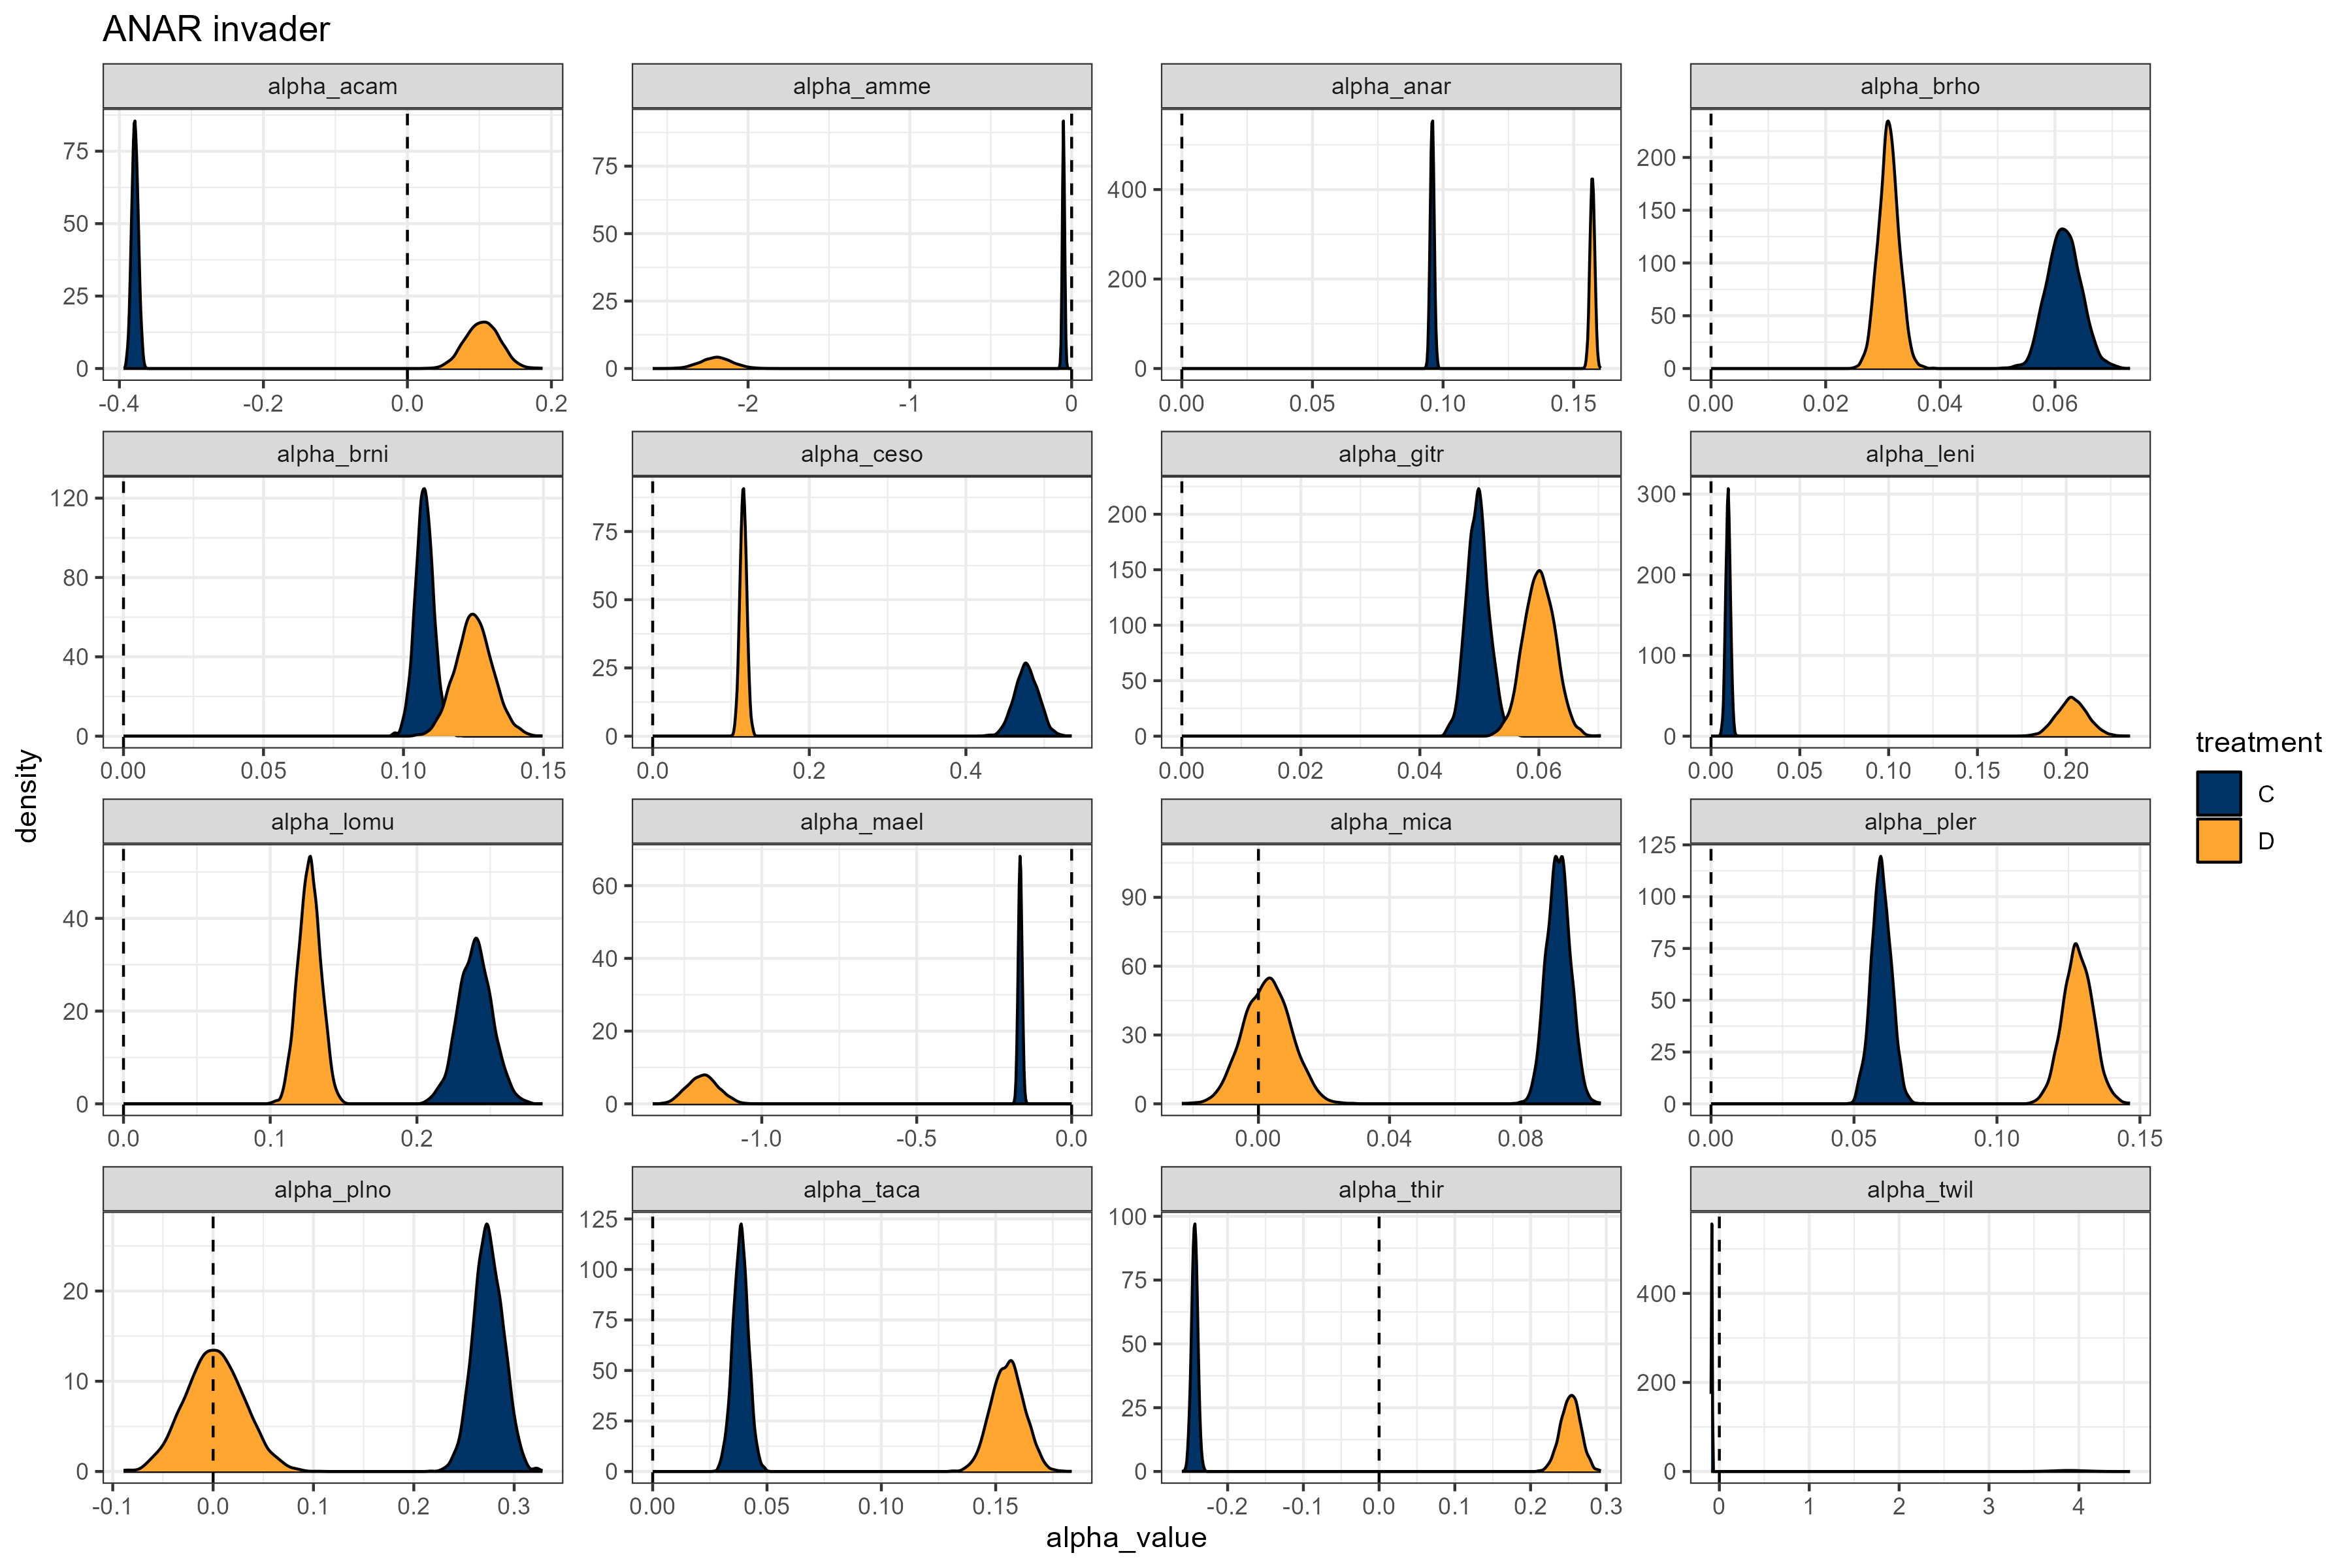 ANAR invader
alpha_acam alpha_amme alpha_anar alpha_brho
75 50 25 0
75 50 25 0
400 200 0
200 150 100 50 0
-0.4 -0.2 0.0 0.2
-2 -1 0
0.00 0.05 0.10 0.15
0.00 0.02 0.04 0.06
alpha_brni alpha_ceso alpha_gitr alpha_leni
120 80 40 0
75 50 25 0
200 150 100 50 0
300 200 100 0
0.00 0.05 0.10 0.15
0.0 0.2 0.4
0.00 0.02 0.04 0.06
0.00 0.05 0.10 0.15 0.20
alpha_lomu alpha_mael alpha_mica alpha_pler
40 20 0
60 40 20 0
90 60 30 0
125 100 75 50 25 0
0.0 0.1 0.2
-1.0 -0.5 0.0
0.00 0.04 0.08
0.00 0.05 0.10 0.15
alpha_plno alpha_taca alpha_thir alpha_twil
20 10 0
125 100 75 50 25 0
100 75 50 25 0
400 200 0
-0.1 0.0 0.1 0.2 0.3
0.00 0.05 0.10 0.15
-0.2 -0.1 0.0 0.1 0.2 0.3
0 1 2 3 4
density
alpha_value
treatment
C
D